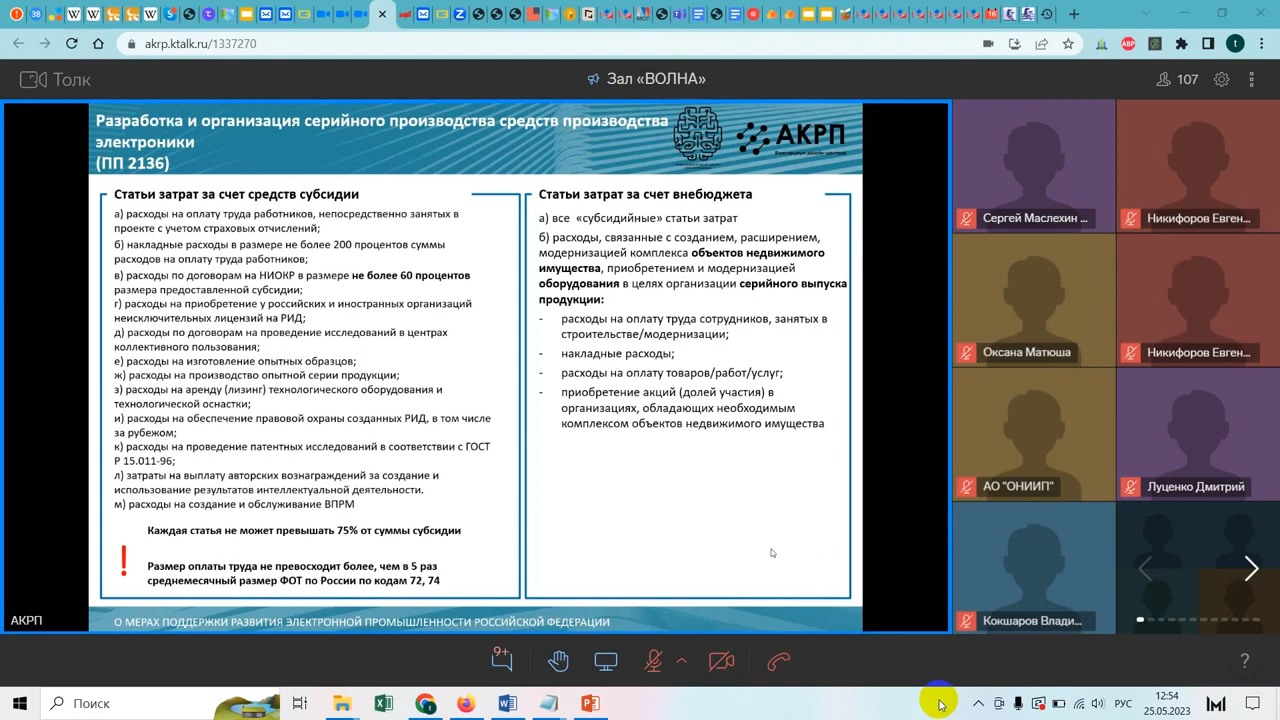 38
16
akrp.ktalk.ru/1337270
ABP
t
Толк
Зал «ВОЛНА»
107
Разработка и организация серийного производства средств производства
электроники
(ПП 2136)
АКРП
Статьи затрат за счет средств субсидии
а) расходы на оплату труда работников, непосредственно занятых в
проекте с учетом страховых отчислений;
б) накладные расходы в размере не более 200 процентов суммы
расходов на оплату труда работников;
в) расходы по договорам на НИОКР в размере не более 60 процентов
размера предоставленной субсидии;
г) расходы на приобретение у российских и иностранных организаций
неисключительных лицензий на РИД;
д) расходы по договорам на проведение исследований в центрах
коллективного пользования;
е) расходы на изготовление опытных образцов;
ж) расходы на производство опытной серии продукции;
з) расходы на аренду (лизинг) технологического оборудования и
технологической оснастки;
и) расходы на обеспечение правовой охраны созданных РИД, в том числе
за рубежом;
к) расходы на проведение патентных исследований в соответствии с ГОСТ
Р 15.011-96;
л) затраты на выплату авторских вознаграждений за создание и
использование результатов интеллектуальной деятельности.
м) расходы на создание и обслуживание ВПРМ
Каждая статья не может превышать 75% от суммы субсидии
Размер оплаты труда не превосходит более, чем в 5 раз
среднемесячный размер ФОТ по России по кодам 72, 74
Статьи затрат за счет внебюджета
а) все «субсидийные» статьи затрат
б) расходы, связанные с созданием, расширением,
модернизацией комплекса объектов недвижимого
имущества, приобретением и модернизацией
оборудования в целях организации серийного выпуска
продукции:
- расходы на оплату труда сотрудников, занятых в
строительстве/модернизации;
- накладные расходы;
- расходы на оплату товаров/работ/услуг;
- приобретение акций (долей участия) в
организациях, обладающих необходимым
комплексом объектов недвижимого имущества
АКРП
О МЕРАХ ПОДДЕРЖКИ РАЗВИТИЯ ЭЛЕКТРОННОЙ ПРОМЫШЛЕННОСТИ РОССИЙСКОЙ ФЕДЕРАЦИИ
Сергей Маслехин ...
Никифоров Евген...
Оксана Матюша
Никифоров Евген...
АО "ОНИИП"
Луценко Дмитрий
Кокшаров Влади...
9+
?
Поиск
РУС
12:54
25.05.2023